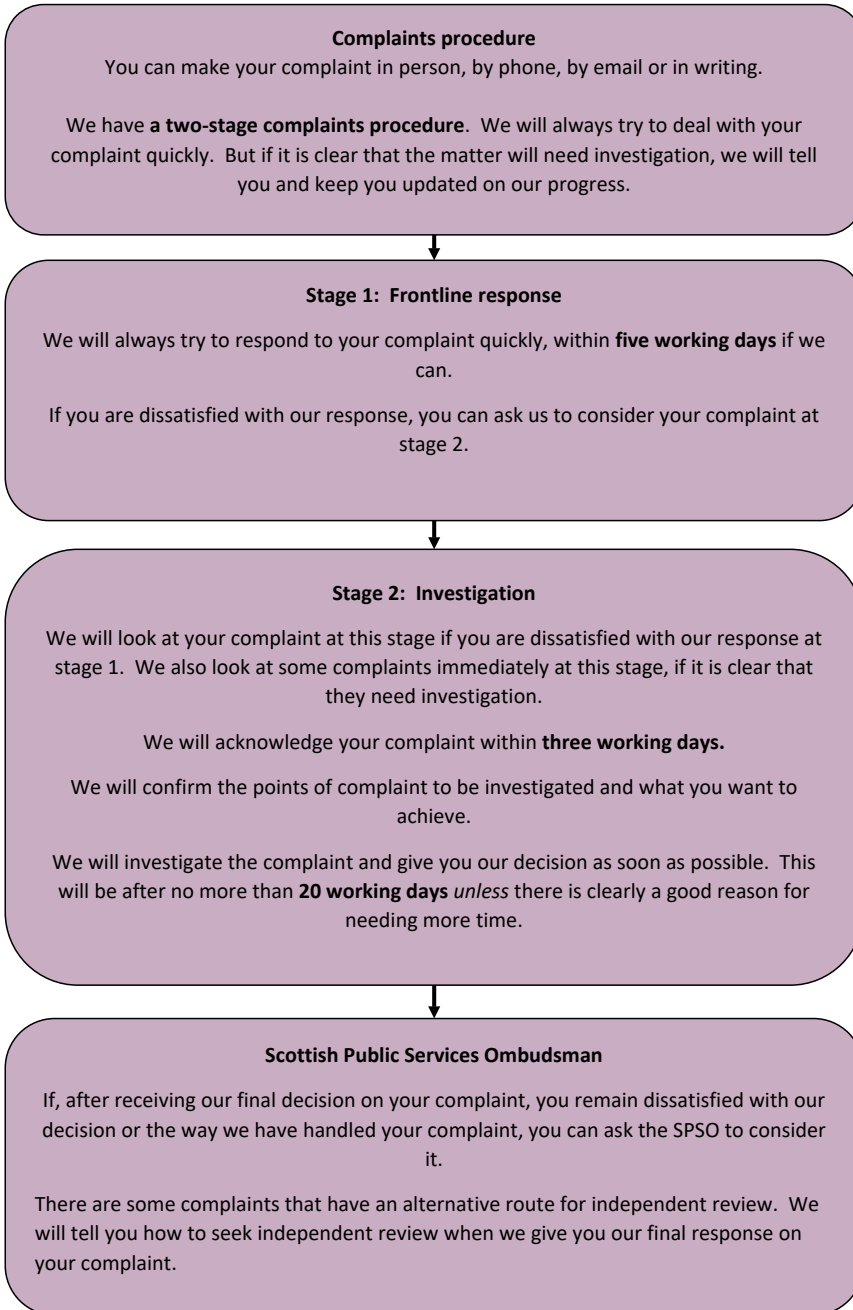 Complaints procedure
You can make your complaint in person, by phone, by email or in writing.
We have a two-stage complaints procedure.  We will always try to deal with your
complaint quickly.  But if it is clear that the matter will need investigation, we will tell
you and keep you updated on our progress.
Stage 1:  Frontline response
We will always try to respond to your complaint quickly, within five working days if we
can.
If you are dissatisfied with our response, you can ask us to consider your complaint at
stage 2.
Stage 2:  Investigation
We will look at your complaint at this stage if you are dissatisfied with our response at
stage 1.  We also look at some complaints immediately at this stage, if it is clear that
they need investigation.
We will acknowledge your complaint within three working days.
We will confirm the points of complaint to be investigated and what you want to
achieve.
We will investigate the complaint and give you our decision as soon as possible.  This
will be after no more than 20 working days unless there is clearly a good reason for
needing more time.
Scottish Public Services Ombudsman
If, after receiving our final decision on your complaint, you remain dissatisfied with our
decision or the way we have handled your complaint, you can ask the SPSO to consider
it.
There are some complaints that have an alternative route for independent review.  We
will tell you how to seek independent review when we give you our final response on
your complaint.